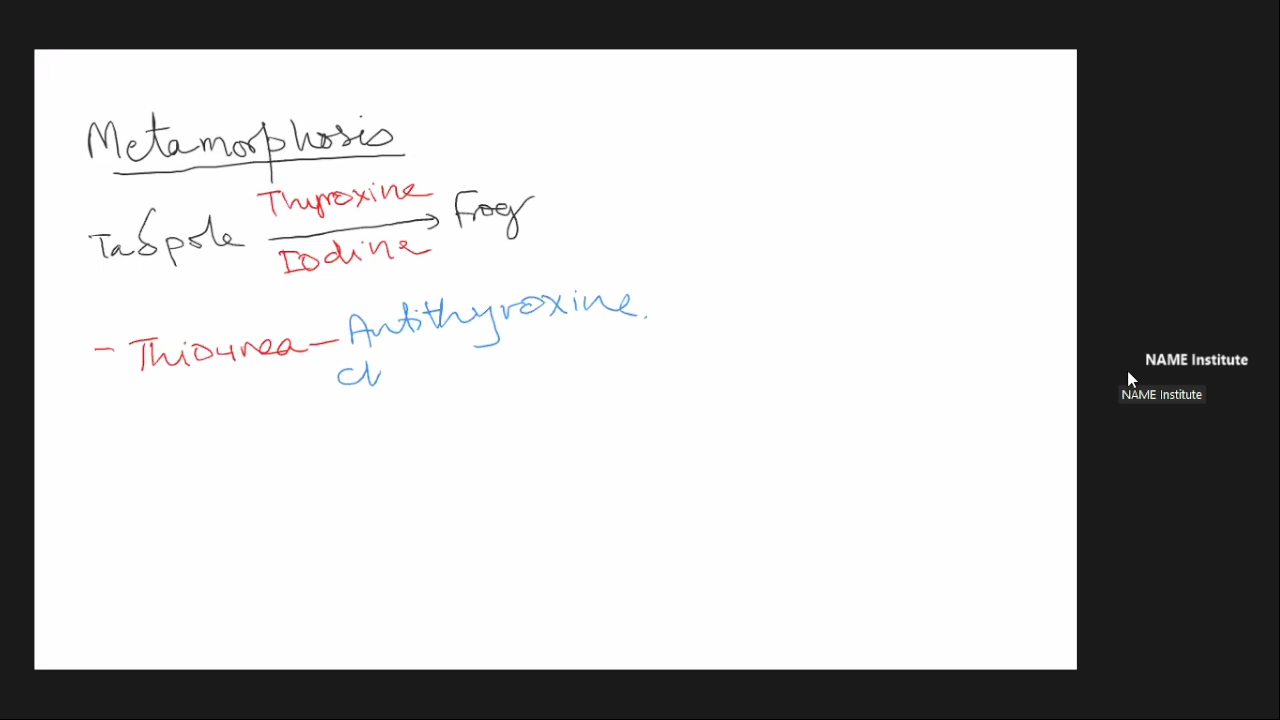 Metamorphosis
Thyroxine
Tadpole → Frog
Iodine
- Thiourea - Antithyroxine.
NAME Institute
NAME Institute